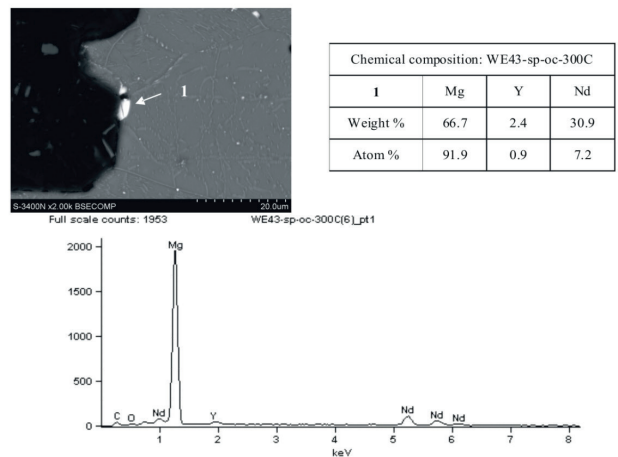 1
S-3400N x2.00k BSECOMP 20.0um
Chemical composition: WE43-sp-oc-300C
1 Mg Y Nd
Weight % 66.7 2.4 30.9
Atom % 91.9 0.9 7.2
Full scale counts: 1953 WE43-sp-oc-300C(6)_pt1
2000
1500
1000
500
0
Mg
C O Nd Y Nd Nd Nd
1 2 3 4 5 6 7 8
keV